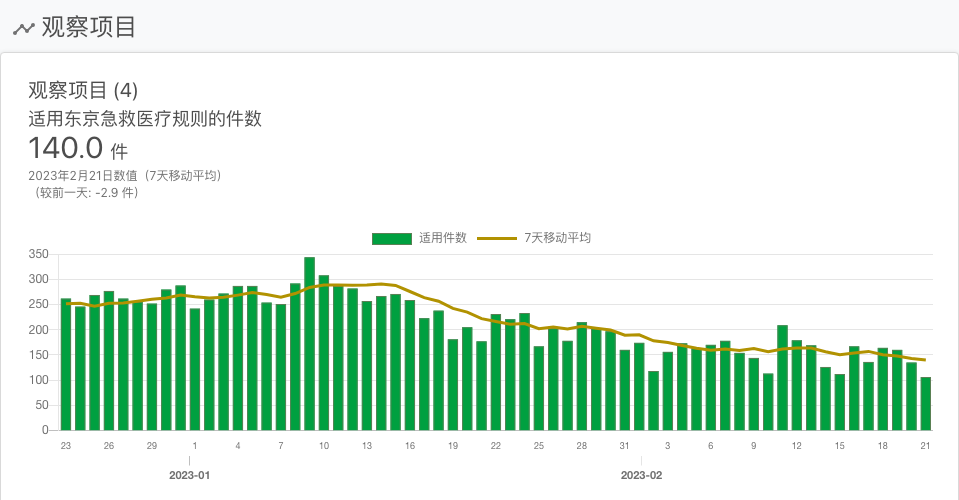 观察项目
观察项目 (4)
适用东京急救医疗规则的件数
140.0 件
2023年2月21日数值（7天移动平均）
（较前一天: -2.9 件）
适用件数 7天移动平均
350
300
250
200
150
100
50
0
23 26 29 1 4 7 10 13 16 19 22 25 28 31 3 6 9 12 15 18 21
2023-01 2023-02